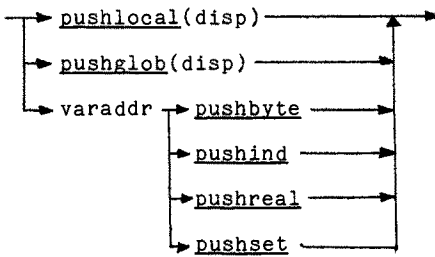 pushlocal(disp)
pushglob(disp)
varaddr pushbyte
pushind
pushreal
pushset